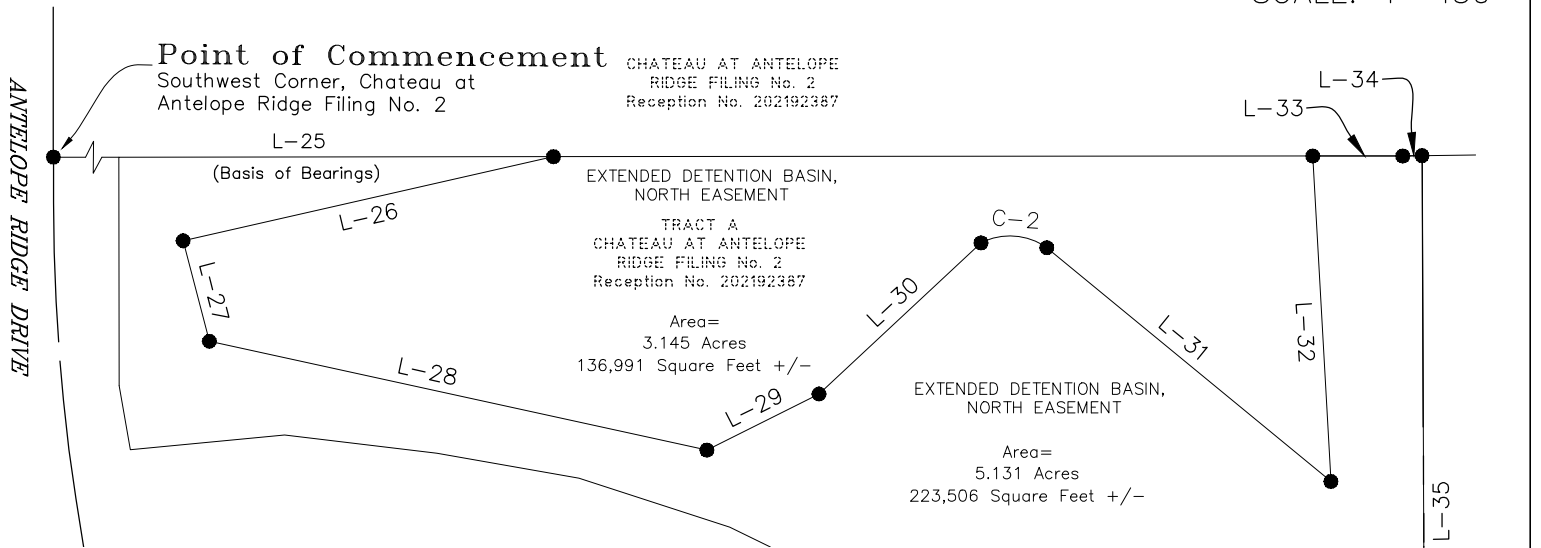 Point of Commencement
Southwest Corner, Chateau at
Antelope Ridge Filing No. 2
CHATEAU AT ANTELOPE
RIDGE FILING No. 2
Reception No. 202192387
L-34
L-33
L-25
(Basis of Bearings)
ANTELOPE RIDGE DRIVE
L-26
EXTENDED DETENTION BASIN,
NORTH EASEMENT
TRACT A
CHATEAU AT ANTELOPE
RIDGE FILING No. 2
Reception No. 202192387
C-2
L-27
L-30
Area=
3.145 Acres
136,991 Square Feet +/-
L-31
L-32
L-28
L-29
EXTENDED DETENTION BASIN,
NORTH EASEMENT
Area=
5.131 Acres
223,506 Square Feet +/-
L-35